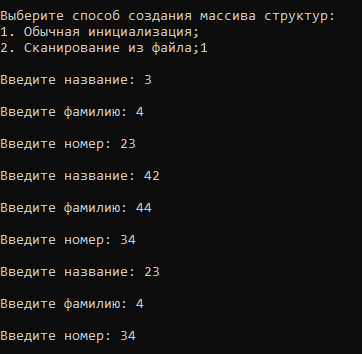 Выберите способ создания массива структур:
1. Обычная инициализация;
2. Сканирование из файла;1
Введите название: 3
Введите фамилию: 4
Введите номер: 23
Введите название: 42
Введите фамилию: 44
Введите номер: 34
Введите название: 23
Введите фамилию: 4
Введите номер: 34